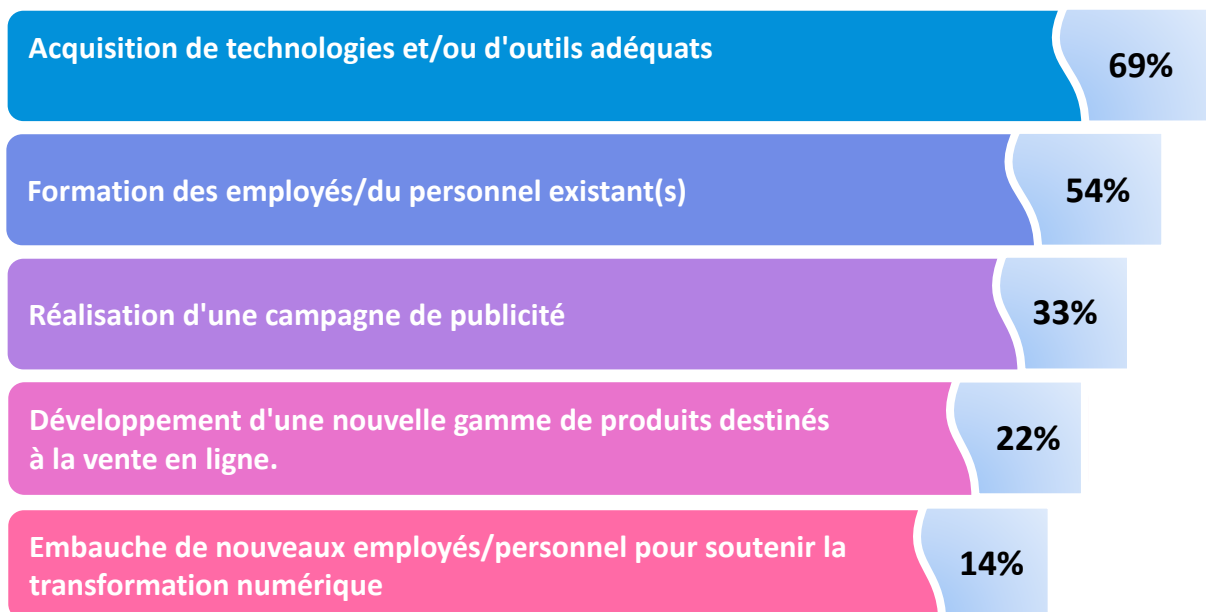 Acquisition de technologies et/ou d'outils adéquats
69%
Formation des employés/du personnel existant(s)
54%
Réalisation d'une campagne de publicité
33%
Développement d'une nouvelle gamme de produits destinés
à la vente en ligne.
22%
Embauche de nouveaux employés/personnel pour soutenir la
transformation numérique
14%